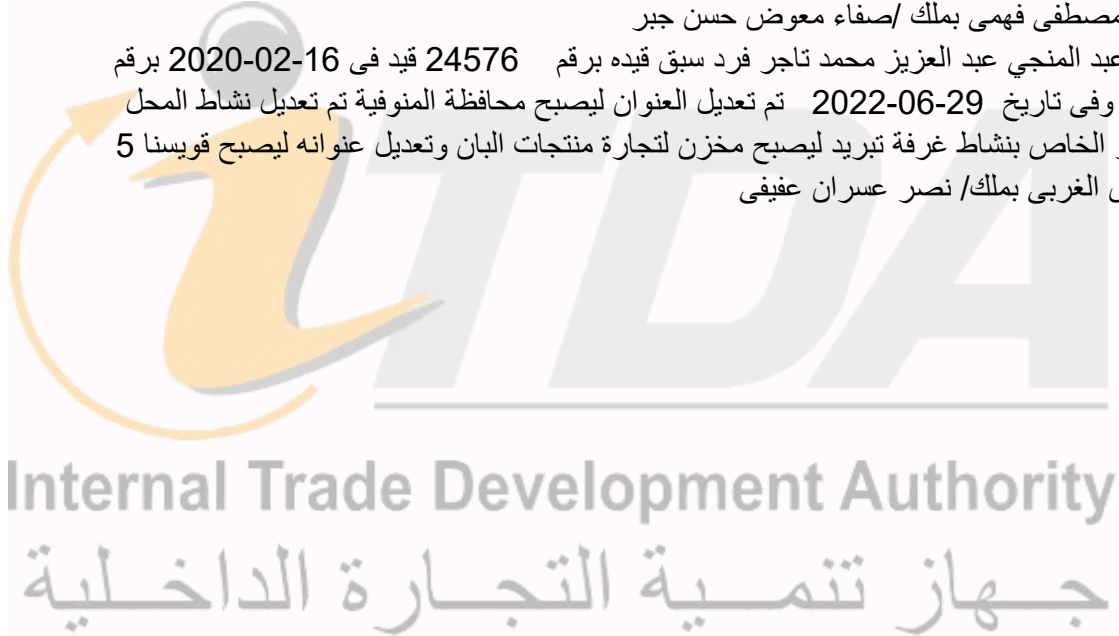 مصطفى فهمى بملك /صفاء معوض حسن جبر
عبد المنجي عبد العزيز محمد تاجر فرد سبق قيده برقم 24576 قيد فى 16-02-2020 برقم
وفى تاريخ 29-06-2022 تم تعديل العنوان ليصبح محافظة المنوفية تم تعديل نشاط المحل
الخاص بنشاط غرفة تبريد ليصبح مخزن لتجارة منتجات البان وتعديل عنوانه ليصبح قويسنا 5
الغربى بملك/ نصر عسران عفيفى
iTDA
Internal Trade Development Authority
جهاز تنمية التجارة الداخلية